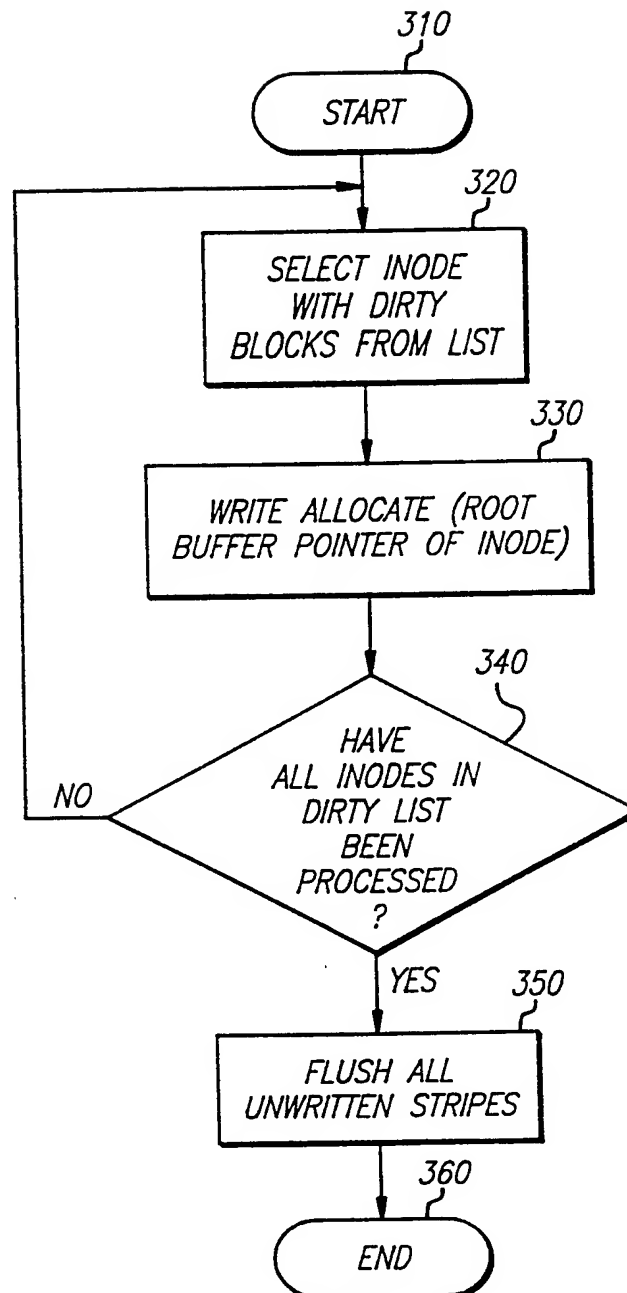 310
START
320
SELECT INODE
WITH DIRTY
BLOCKS FROM LIST
330
WRITE ALLOCATE (ROOT
BUFFER POINTER OF INODE)
340
HAVE
ALL INODES IN
DIRTY LIST
BEEN
PROCESSED
?
NO
YES
350
FLUSH ALL
UNWRITTEN STRIPES
360
END